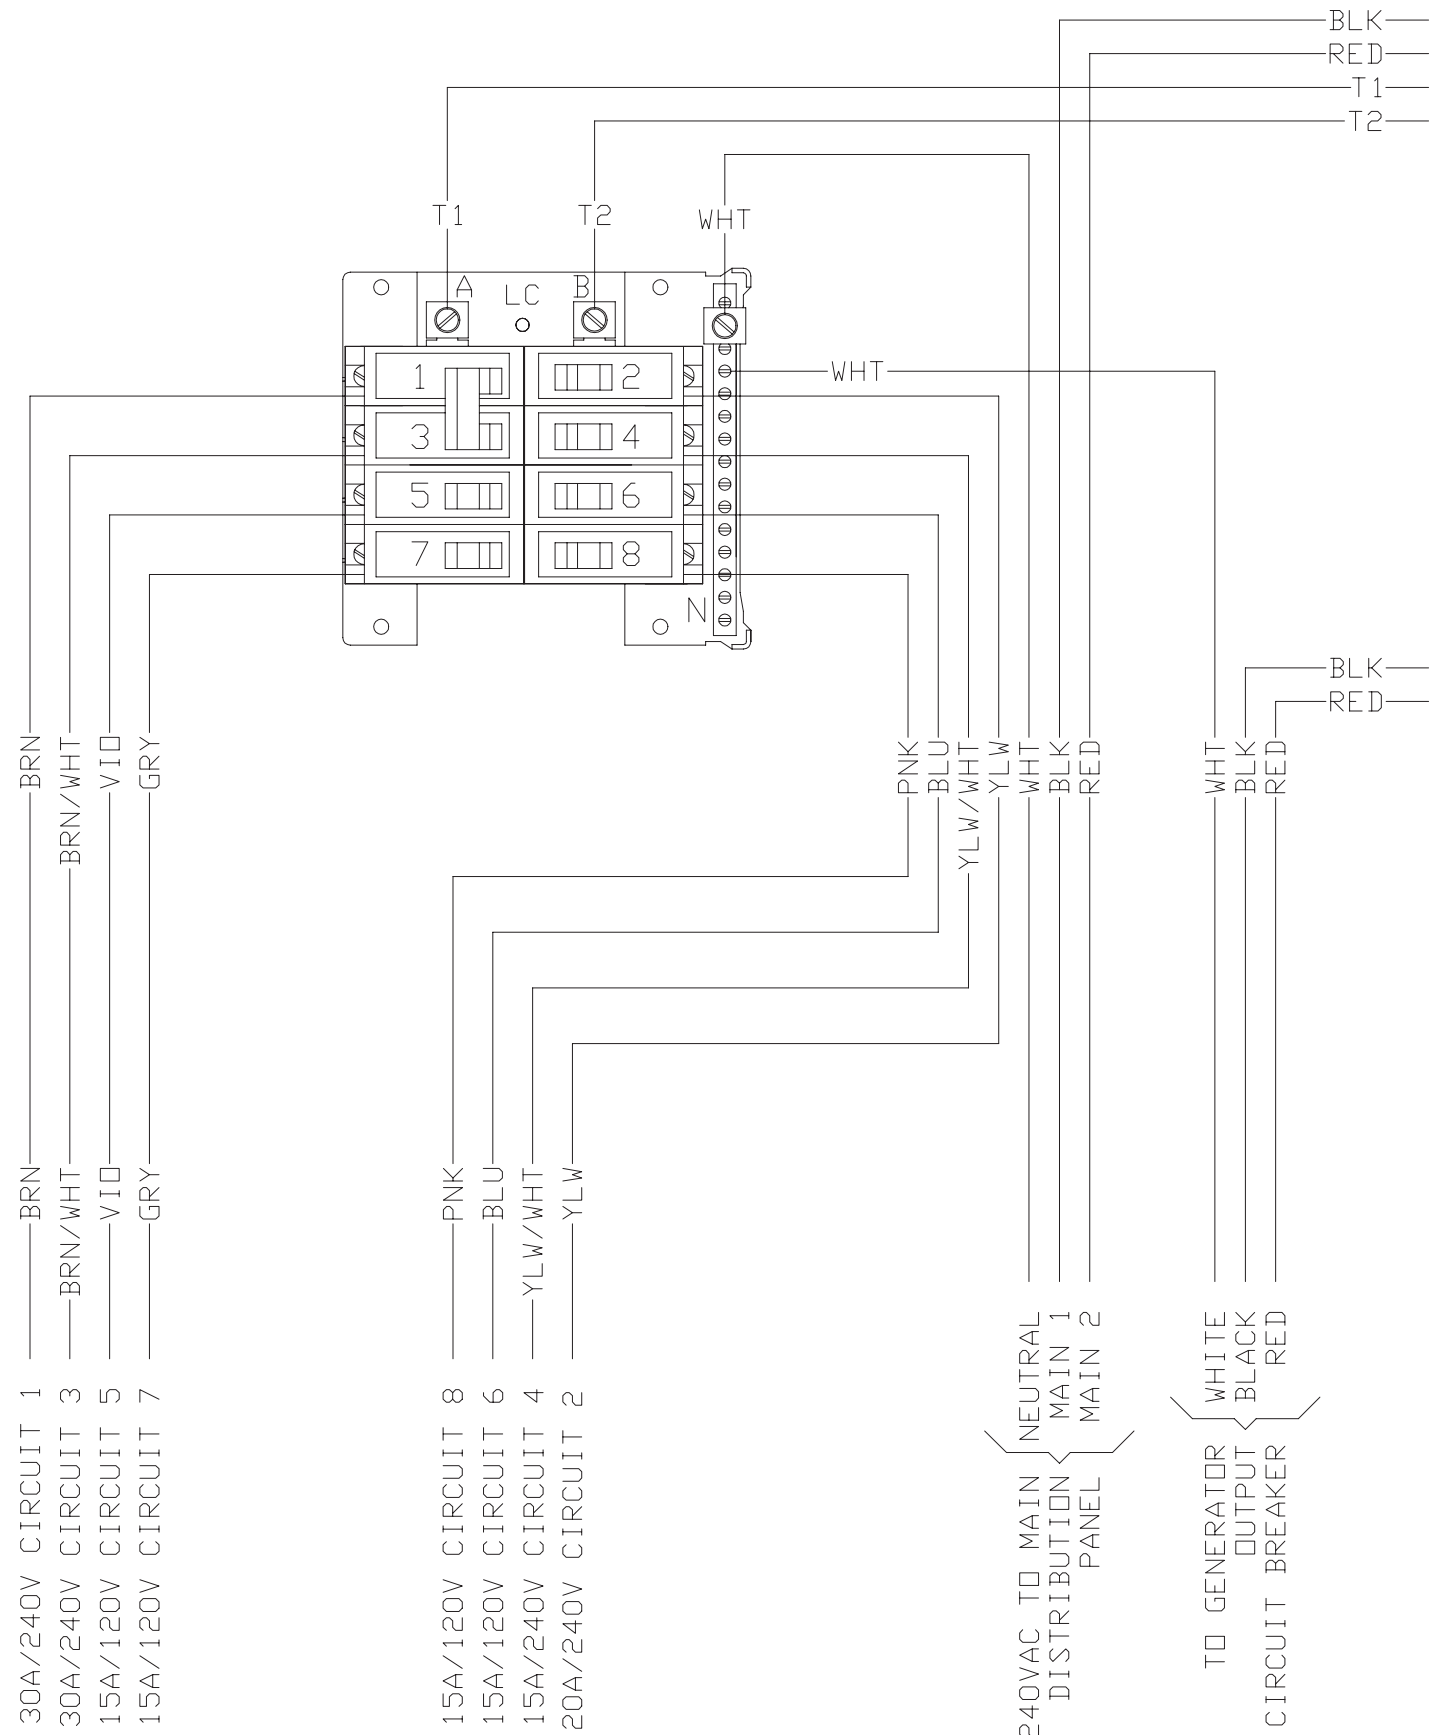 BLK
RED
T1
T2
T1
T2
WHT
A
LC
B
1
2
WHT
3
4
5
6
7
8
N
BLK
RED
BRN
BRN/WHT
VIO
GRY
PNK
BLU
YLW/WHT
YLW
WHT
BLK
RED
WHT
BLK
RED
BRN
BRN/WHT
VIO
GRY
PNK
BLU
YLW/WHT
YLW
30A/240V CIRCUIT 1
30A/240V CIRCUIT 3
15A/120V CIRCUIT 5
15A/120V CIRCUIT 7
15A/120V CIRCUIT 8
15A/120V CIRCUIT 6
15A/240V CIRCUIT 4
20A/240V CIRCUIT 2
NEUTRAL
MAIN 1
MAIN 2
240VAC TO MAIN
DISTRIBUTION
PANEL
WHITE
BLACK
RED
TO GENERATOR
OUTPUT
CIRCUIT BREAKER